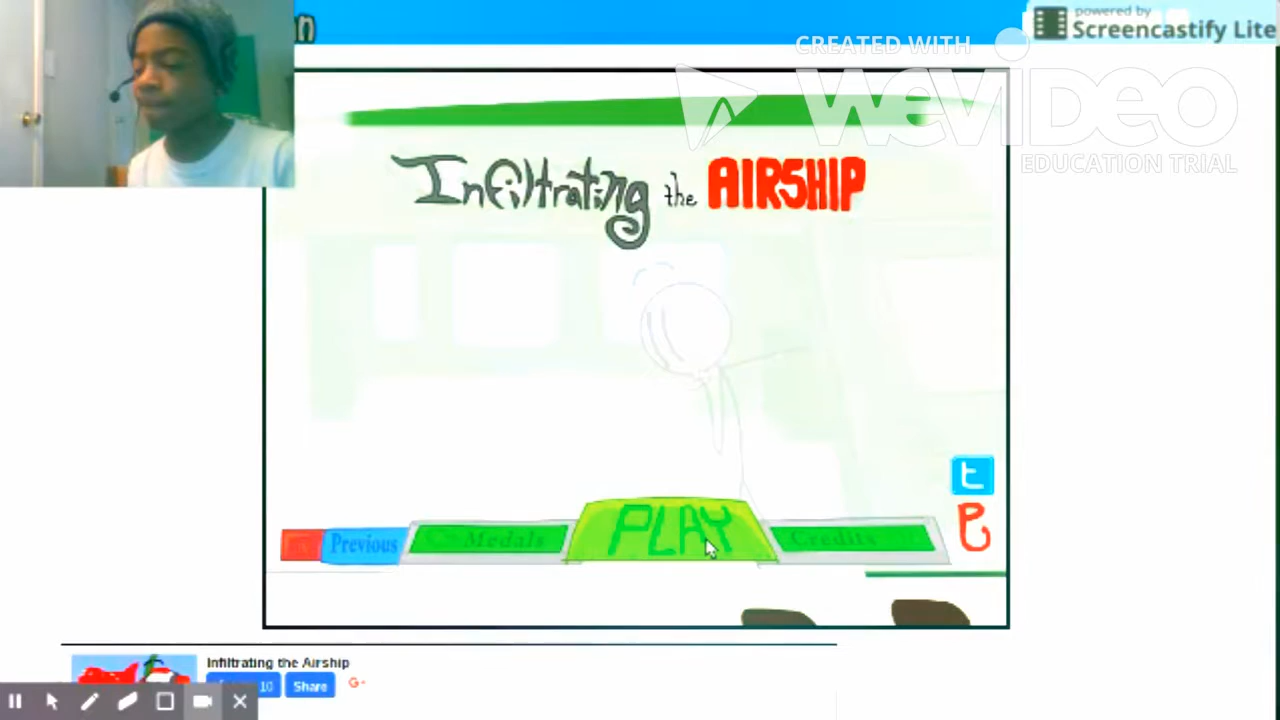 n
powered by
Screencastify Lite
CREATED WITH
WeVideo
EDUCATION TRIAL
Infiltrating the AIRSHIP
Previous
Medals
PLAY
Credits
t
Infiltrating the Airship
10
Share
G+